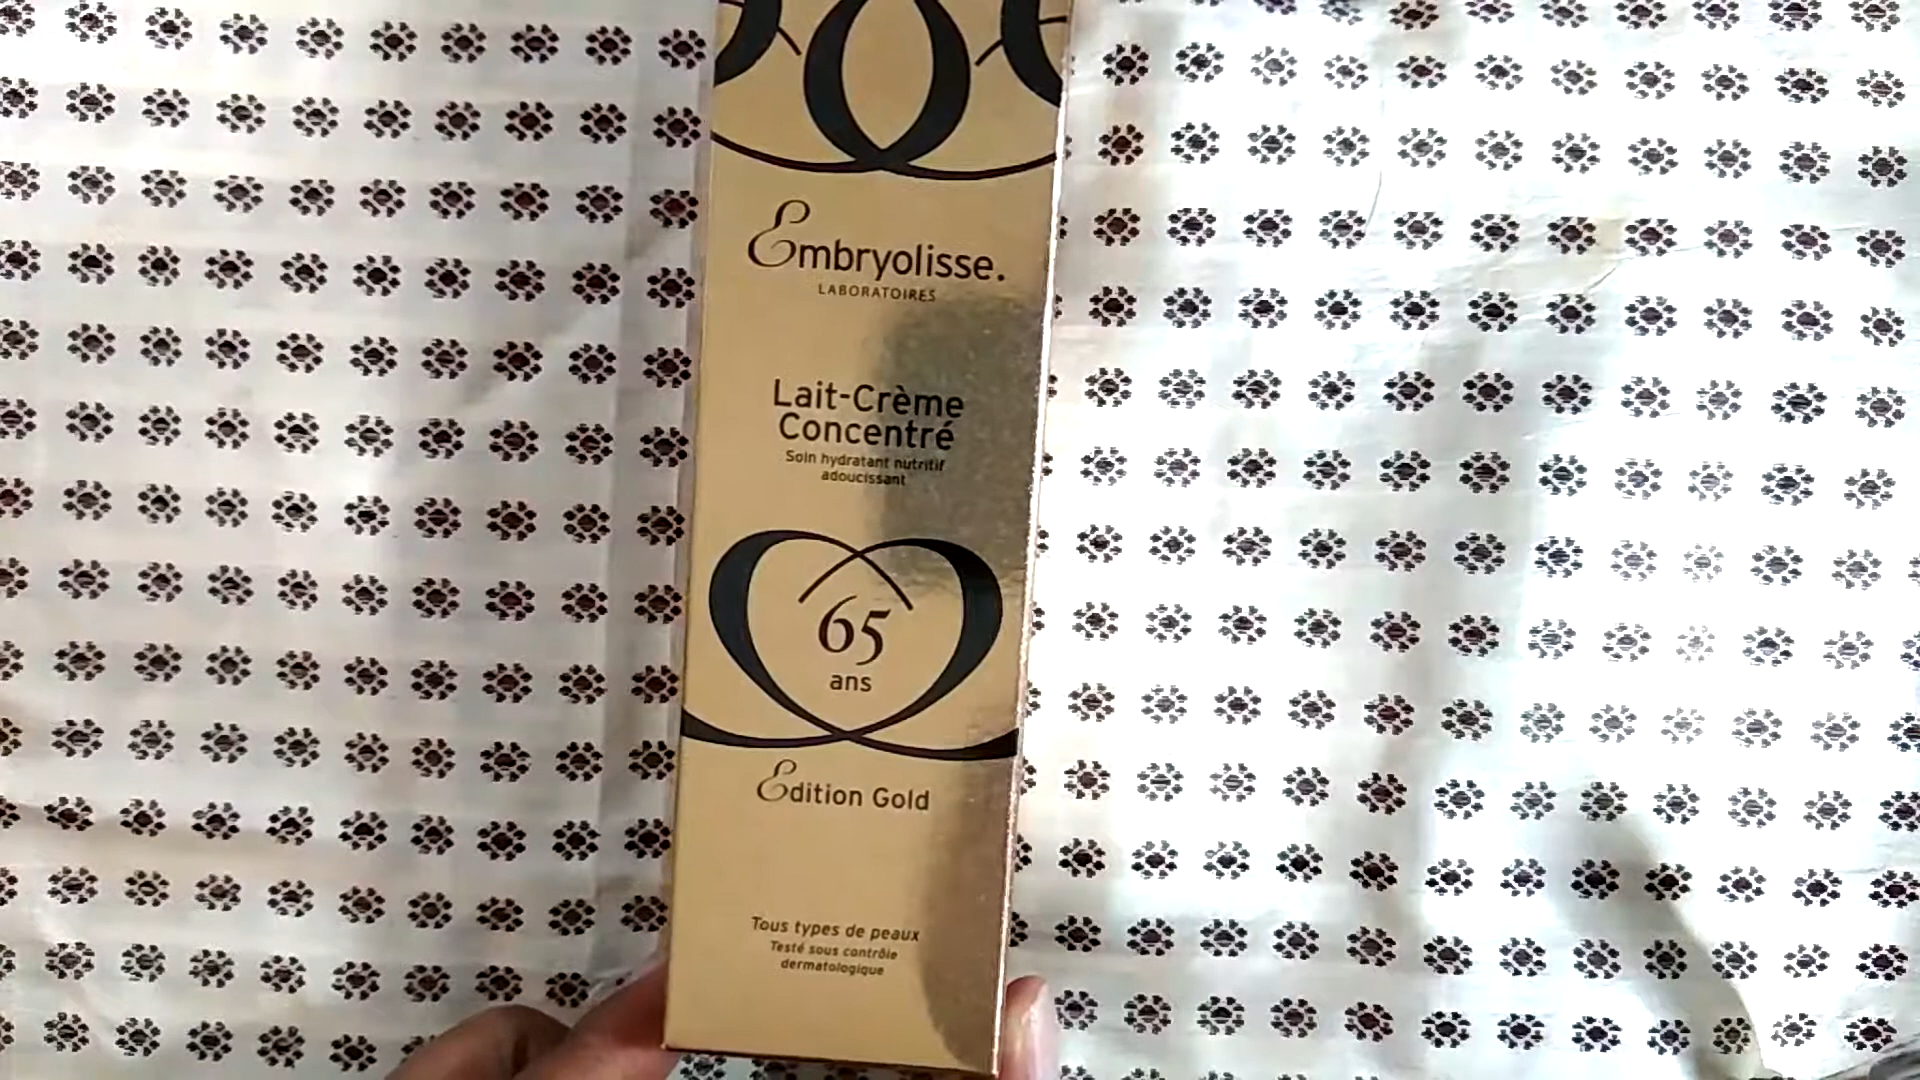 Embryolisse.
LABORATOIRES
Lait-Crème
Concentré
Soin hydratant nutritif
adoucissant
65
ans
Edition Gold
Tous types de peaux
Testé sous contrôle
dermatologique